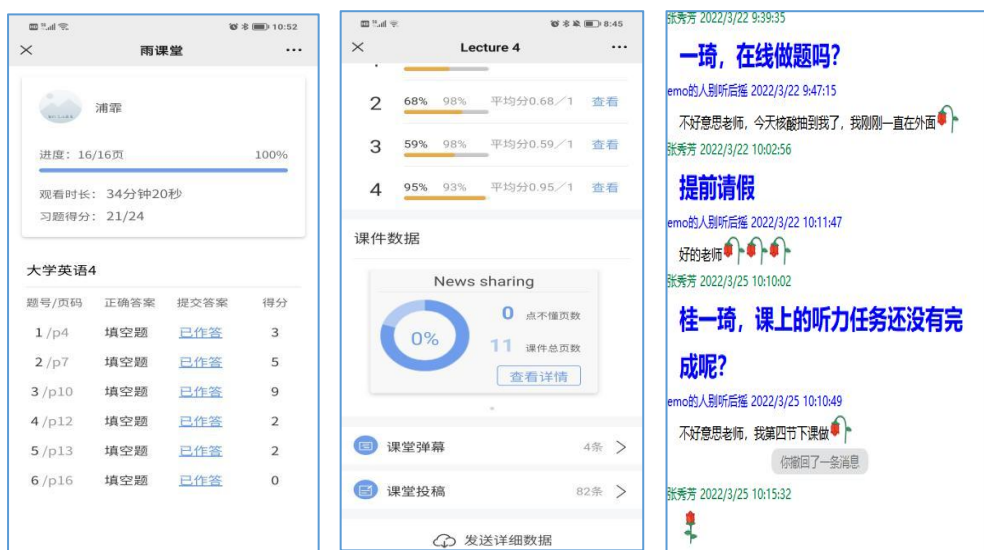 10:52
雨课堂
浦霏
进度：16/16页 100%
观看时长： 34分钟20秒
习题得分： 21/24
大学英语4
题号/页码 正确答案 提交答案 得分
1/p4 填空题 已作答 3
2/p7 填空题 已作答 5
3/p10 填空题 已作答 9
4/p12 填空题 已作答 2
5/p13 填空题 已作答 2
6/p16 填空题 已作答 0
8:45
Lecture 4
2 68% 98% 平均分0.68/1 查看
3 59% 98% 平均分0.59/1 查看
4 95% 93% 平均分0.95/1 查看
课件数据
News sharing
0%
0 点不懂页数
11 课件总页数
查看详情
课堂弹幕 4条
课堂投稿 82条
发送详细数据
张秀芳 2022/3/22 9:39:35
一琦，在线做题吗？
emo的人别听后摇 2022/3/22 9:47:15
不好意思老师，今天核酸抽到我了，我刚刚一直在外面
张秀芳 2022/3/22 10:02:56
提前请假
emo的人别听后摇 2022/3/22 10:11:47
好的老师
张秀芳 2022/3/25 10:10:02
桂一琦，课上的听力任务还没有完
成呢？
emo的人别听后摇 2022/3/25 10:10:49
不好意思老师，我第四节下课做
你撤回了一条消息
张秀芳 2022/3/25 10:15:32